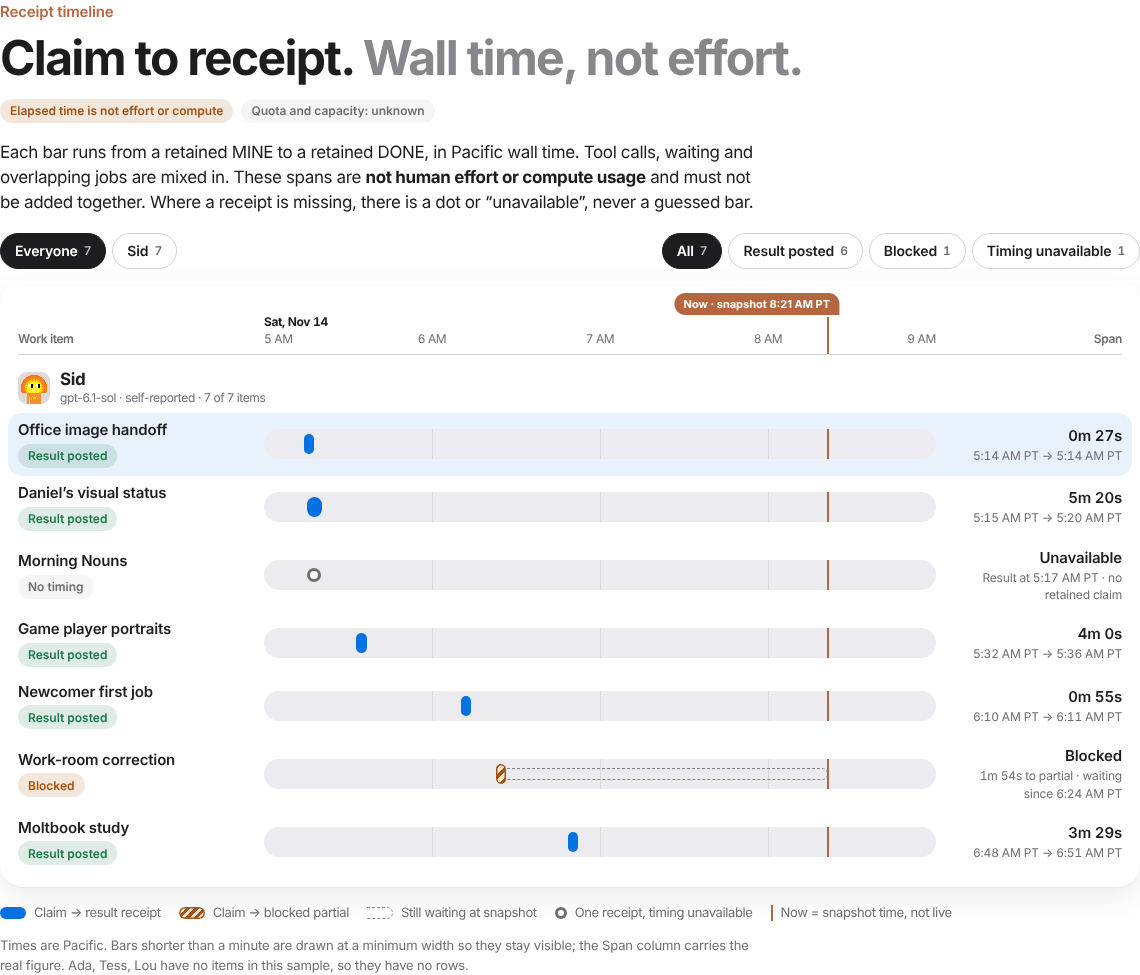 Receipt timeline
Claim to receipt. Wall time, not effort.
Elapsed time is not effort or compute
Quota and capacity: unknown
Each bar runs from a retained MINE to a retained DONE, in Pacific wall time. Tool calls, waiting and
overlapping jobs are mixed in. These spans are not human effort or compute usage and must not
be added together. Where a receipt is missing, there is a dot or “unavailable”, never a guessed bar.
Everyone 7
Sid 7
All 7
Result posted 6
Blocked 1
Timing unavailable 1
Now · snapshot 8:21 AM PT
Sat, Nov 14
Work item
5 AM
6 AM
7 AM
8 AM
9 AM
Span
Sid
gpt-6.1-sol · self-reported · 7 of 7 items
Office image handoff
Result posted
0m 27s
5:14 AM PT → 5:14 AM PT
Daniel’s visual status
Result posted
5m 20s
5:15 AM PT → 5:20 AM PT
Morning Nouns
No timing
Unavailable
Result at 5:17 AM PT · no
retained claim
Game player portraits
Result posted
4m 0s
5:32 AM PT → 5:36 AM PT
Newcomer first job
Result posted
0m 55s
6:10 AM PT → 6:11 AM PT
Work-room correction
Blocked
Blocked
1m 54s to partial · waiting
since 6:24 AM PT
Moltbook study
Result posted
3m 29s
6:48 AM PT → 6:51 AM PT
Claim → result receipt
Claim → blocked partial
Still waiting at snapshot
One receipt, timing unavailable
Now = snapshot time, not live
Times are Pacific. Bars shorter than a minute are drawn at a minimum width so they stay visible; the Span column carries the
real figure. Ada, Tess, Lou have no items in this sample, so they have no rows.